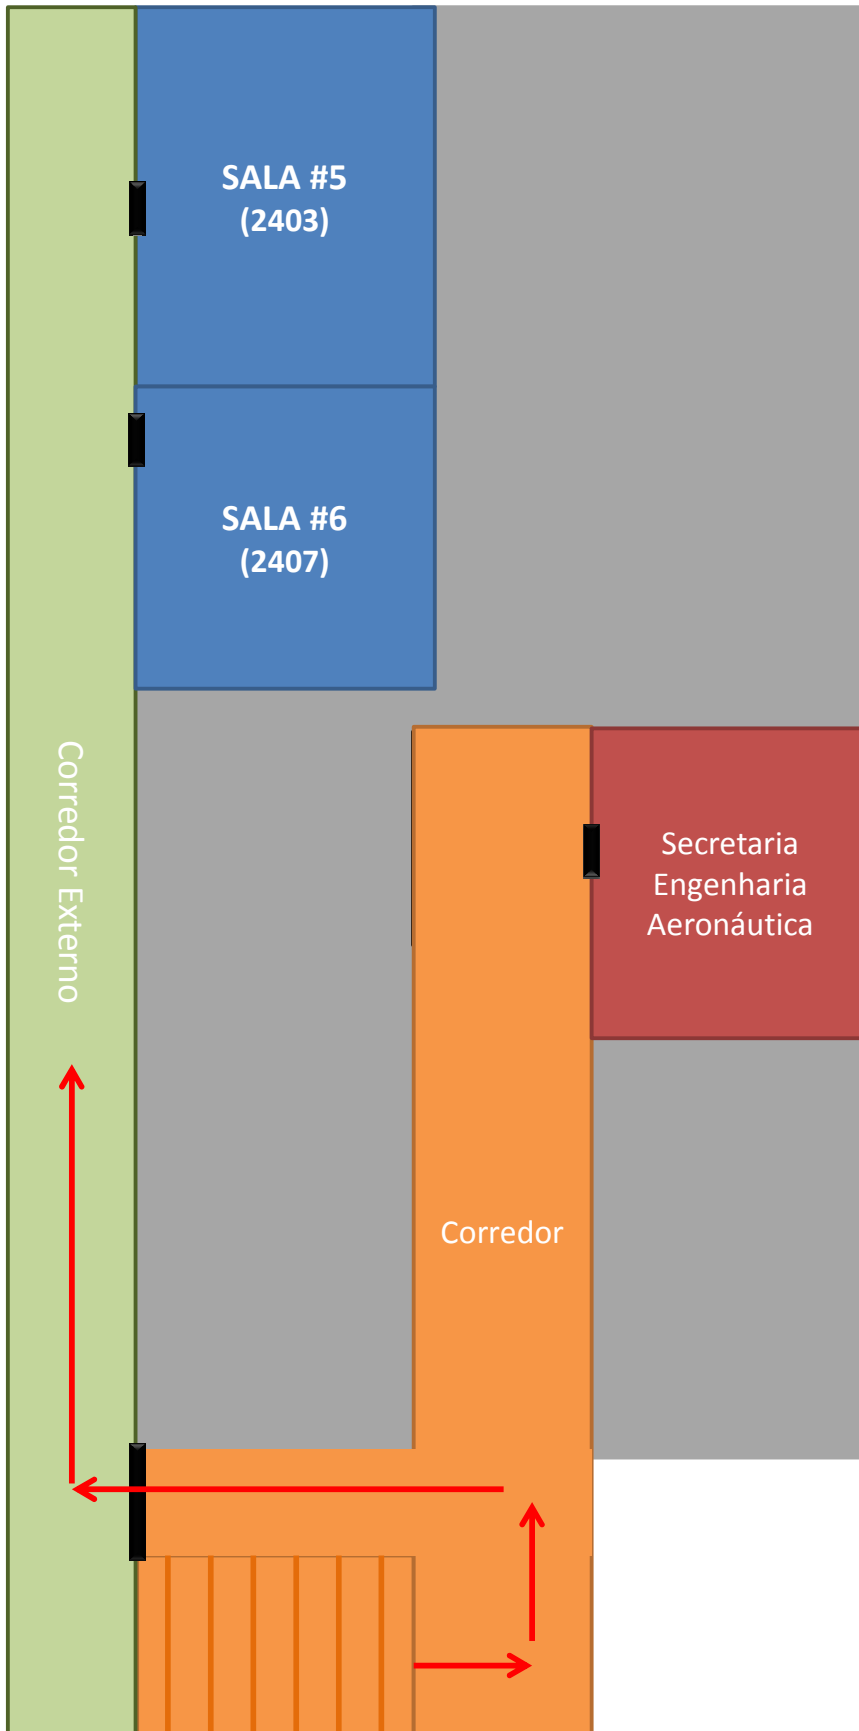 SALA #5
(2403)
SALA #6
(2407)
Corredor Externo
Secretaria
Engenharia
Aeronáutica
Corredor